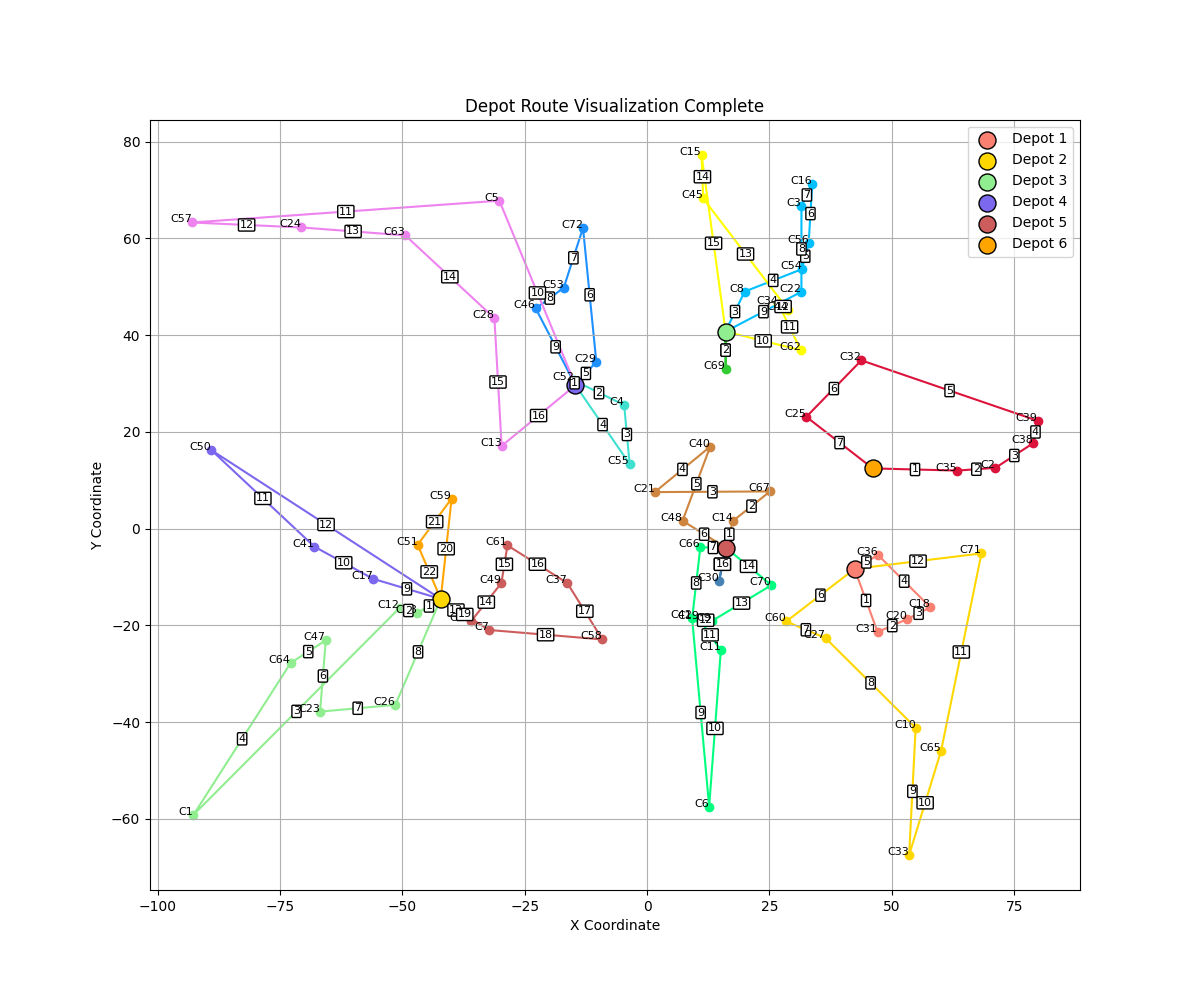 Depot Route Visualization Complete
Depot 1
Depot 2
Depot 3
Depot 4
Depot 5
Depot 6
Y Coordinate
X Coordinate
80
60
40
20
0
−20
−40
−60
−100
−75
−50
−25
0
25
50
75
C15
C45
14
15
13
C16
C3
7
6
C56
8
C54
4
C8
C22
3
9
C34
12
11
C62
10
2
C69
C5
C57
11
12
C24
13
C63
14
C28
15
C13
16
10
C72
7
C53
8
C46
6
9
C29
5
C52
1
2
C4
4
3
C55
C32
5
6
C25
7
C39
4
C38
3
C2
2
C35
1
C40
4
5
C21
3
C67
2
C48
C14
1
6
7
C66
16
14
C30
C70
8
13
12
11
C11
9
10
C6
C50
11
12
C41
10
C17
9
C59
21
C51
20
22
C61
15
16
C49
C37
14
17
C7
18
C58
19
C12
2
1
8
C47
5
C64
6
C23
3
7
C26
4
C1
C36
5
12
C71
4
1
6
C18
3
C20
2
C31
C60
7
C27
8
11
C10
C65
9
10
C33